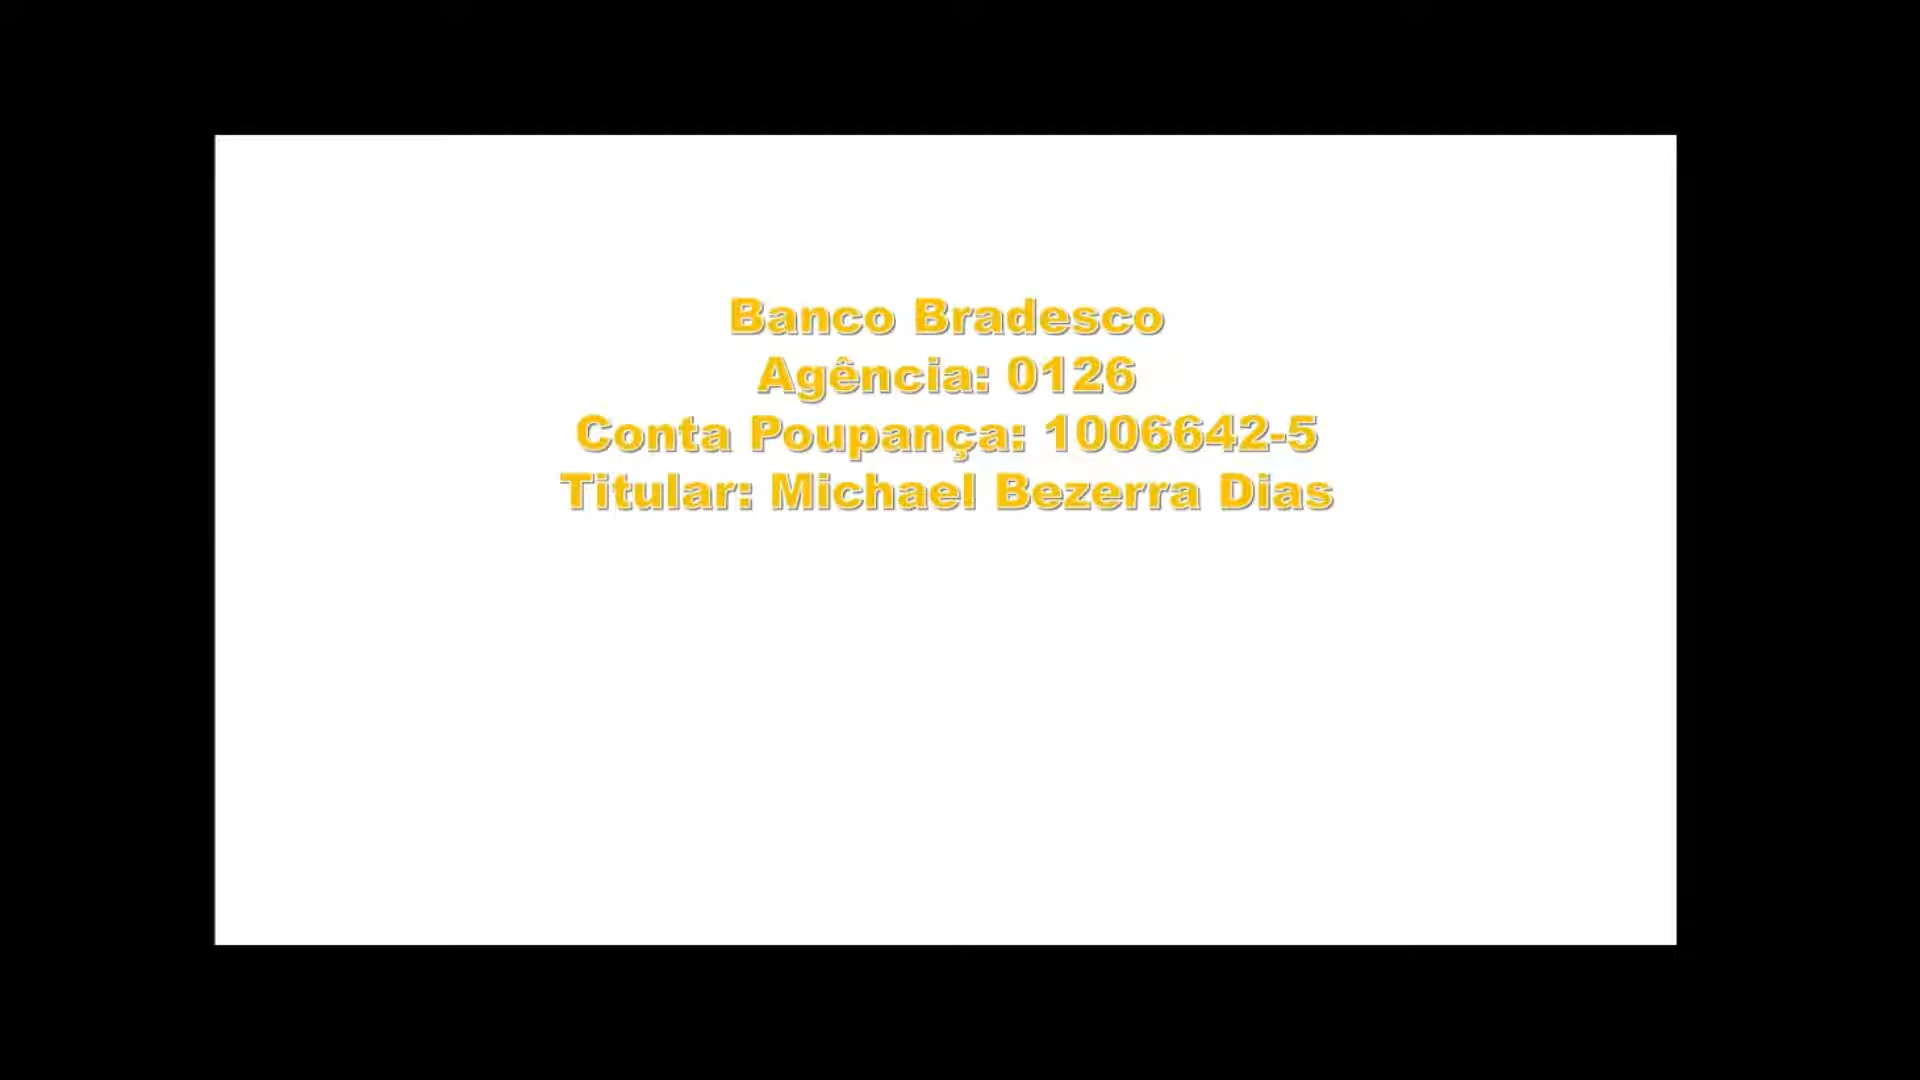 Banco Bradesco
Agência: 0126
Conta Poupança: 1006642-5
Titular: Michael Bezerra Dias